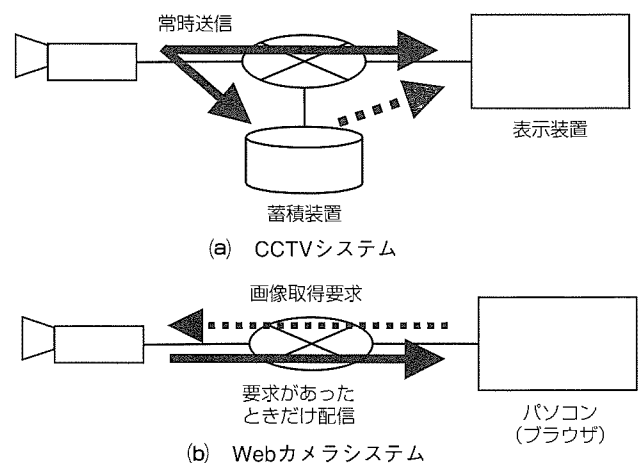 常時送信
表示装置
蓄積装置
(a) CCTVシステム
画像取得要求
要求があった
ときだけ配信
パソコン
(ブラウザ)
(b) Webカメラシステム